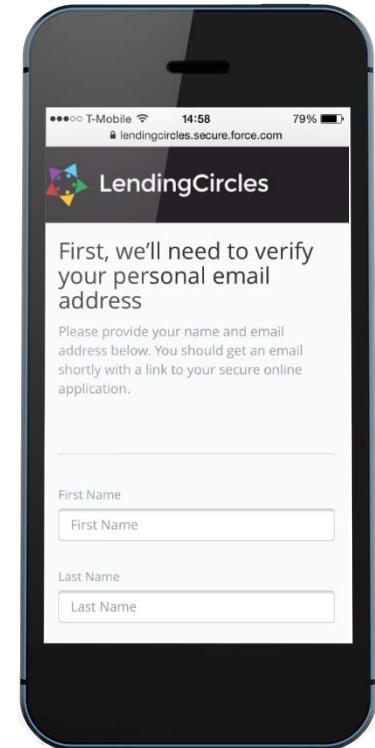 ●●●○○ T-Mobile 14:58 79%
lendingcircles.secure.force.com
LendingCircles
First, we'll need to verify
your personal email
address
Please provide your name and email
address below. You should get an email
shortly with a link to your secure online
application.
First Name
First Name
Last Name
Last Name